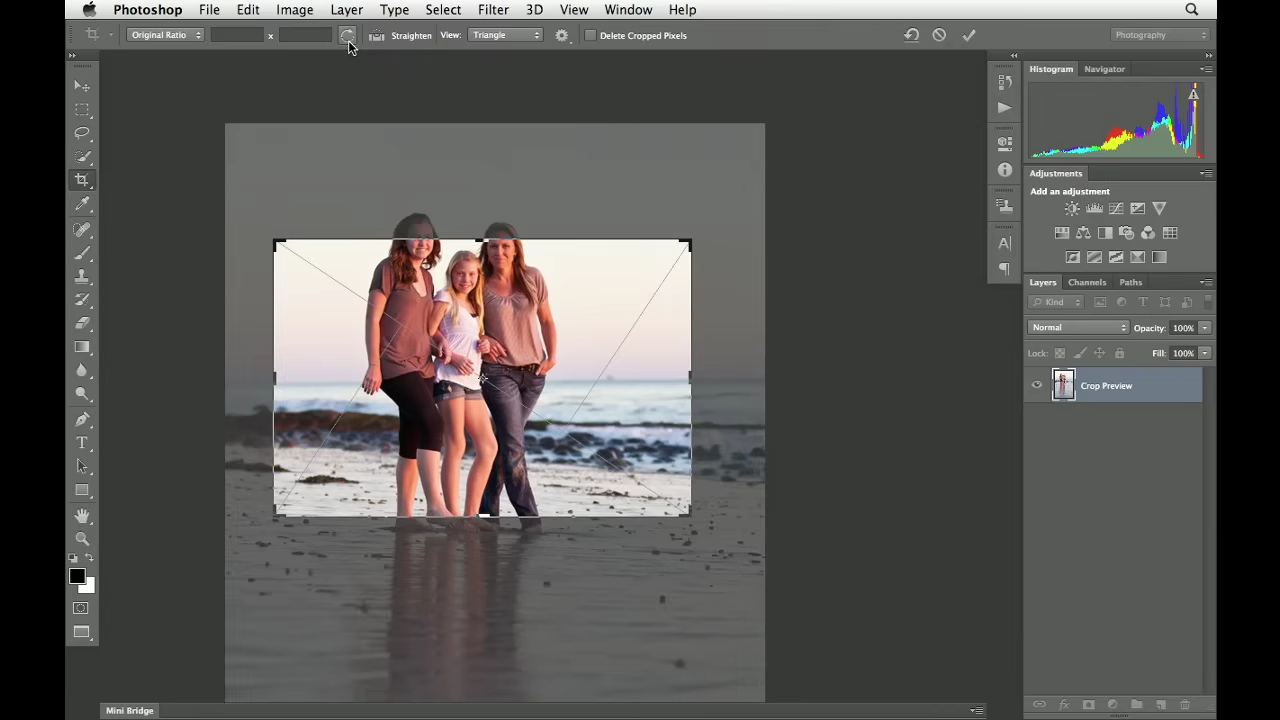 Photoshop File Edit Image Layer Type Select Filter 3D View Window Help
Original Ratio x Straighten View: Triangle Delete Cropped Pixels Photography
Histogram Navigator
Adjustments
Add an adjustment
Layers Channels Paths
Kind
Normal Opacity: 100%
Lock: Fill: 100%
Crop Preview
Mini Bridge